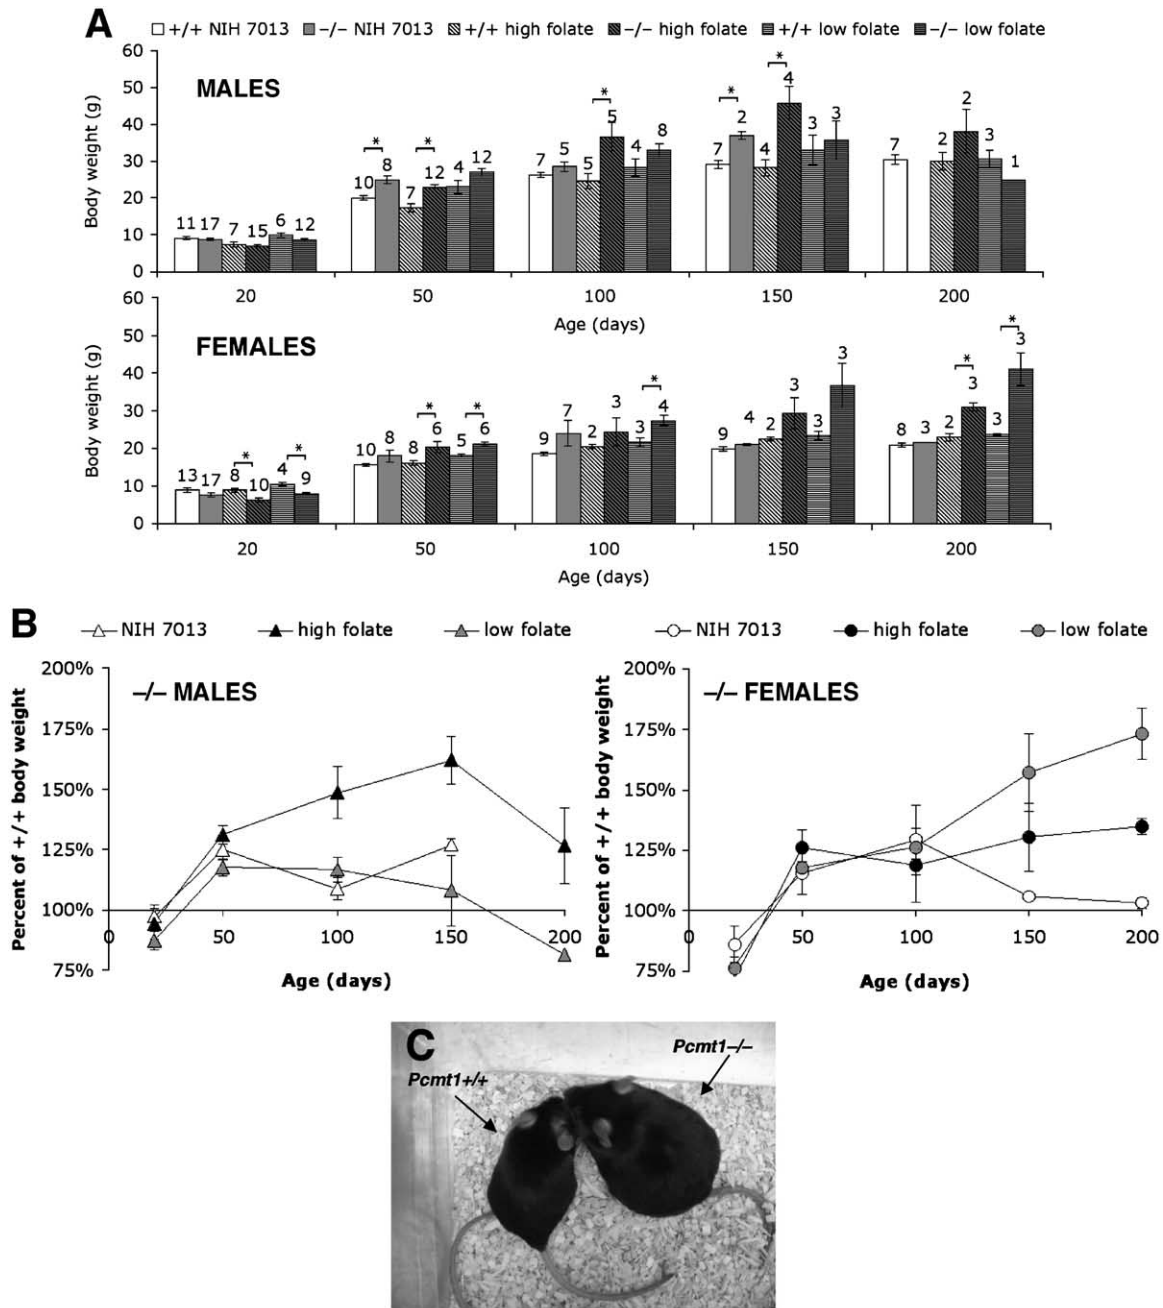 A
+/+ NIH 7013 –/– NIH 7013 +/+ high folate –/– high folate +/+ low folate –/– low folate
MALES
Body weight (g)
60
50
40
30
20
10
0
11 17 7 15 6 12
10 * 8 7 * 12 4 12
7 5 5 * 5 4 8
7 * 2 4 * 4 3 3
7 2 2 3 1
20 50 100 150 200
Age (days)
FEMALES
Body weight (g)
60
50
40
30
20
10
0
13 17 8 * 10 4 * 9
10 8 8 * 6 5 * 6
9 7 2 3 3 * 4
9 4 2 3 3 3
8 3 2 * 3 3 * 3
20 50 100 150 200
Age (days)
B
NIH 7013 high folate low folate
–/– MALES
Percent of +/+ body weight
200%
175%
150%
125%
100%
75%
0 50 100 150 200
Age (days)
NIH 7013 high folate low folate
–/– FEMALES
Percent of +/+ body weight
200%
175%
150%
125%
100%
75%
0 50 100 150 200
Age (days)
C
Pcmt1+/+
Pcmt1–/–